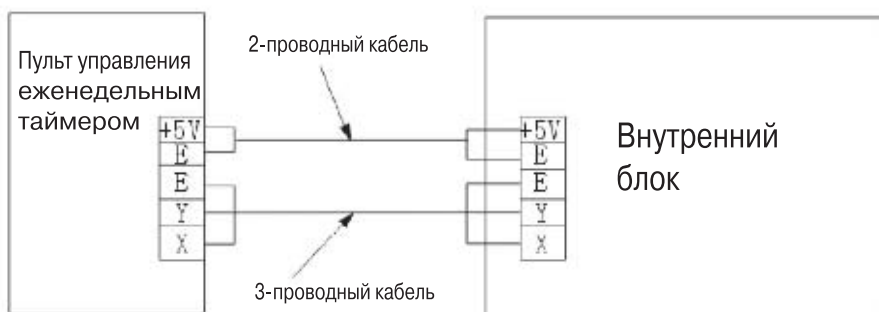 2-проводный кабель
Пульт управления
еженедельным
таймером
+5V
E
E
Y
X
+5V
E
E
Y
X
Внутренний
блок
3-проводный кабель